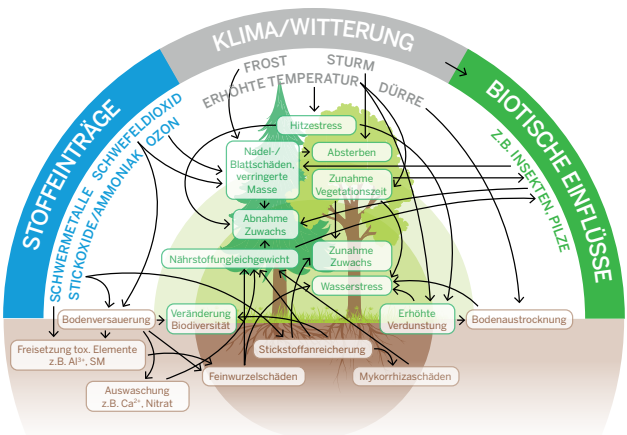 KLIMA/WITTERUNG
STOFFEINTRÄGE
BIOTISCHE EINFLÜSSE
FROST
STURM
ERHÖHTE TEMPERATUR
DÜRRE
SCHWERMETALLE SCHWEFELDIOXID
STICKOXIDE/AMMONIAK OZON
Z.B. INSEKTEN, PILZE
Hitzestress
Nadel-/
Blattschäden,
verringerte
Masse
Absterben
Zunahme
Vegetationszeit
Abnahme
Zuwachs
Nährstoffungleichgewicht
Zunahme
Zuwachs
Wasserstress
Bodenversauerung
Veränderung
Biodiversität
Erhöhte
Verdunstung
Bodenaustrocknung
Freisetzung tox. Elemente
z.B. Al³⁺, SM
Stickstoffanreicherung
Auswaschung
z.B. Ca²⁺, Nitrat
Feinwurzelschäden
Mykorrhizaschäden